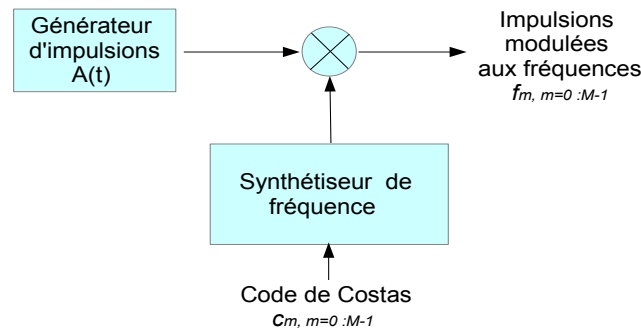 Générateur
d'impulsions
A(t)
Impulsions
modulées
aux fréquences
fm, m=0 :M-1
Synthétiseur de
fréquence
Code de Costas
cm, m=0 :M-1